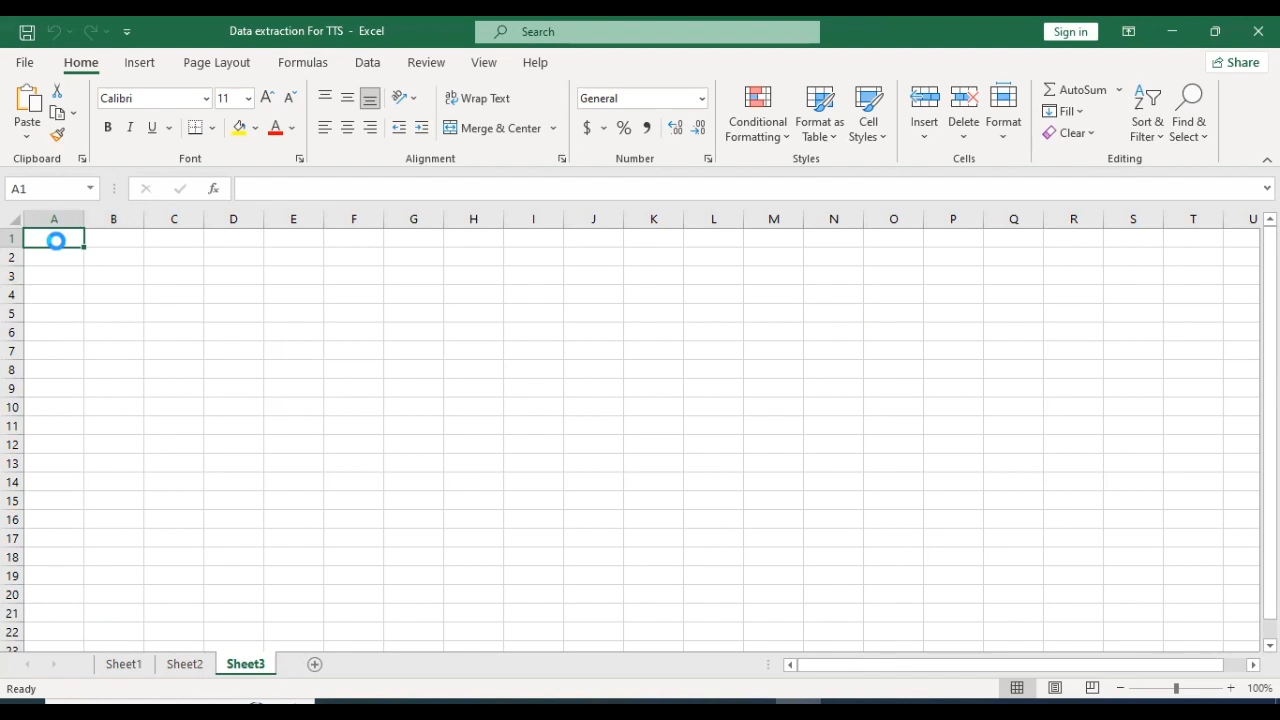 Data extraction For TTS - Excel
Search
Sign in
File Home Insert Page Layout Formulas Data Review View Help
Share
Paste
Clipboard
Calibri 11
B I U
Font
Wrap Text
Merge & Center
Alignment
General
$ % ,
Number
Conditional Formatting
Format as Table
Cell Styles
Styles
Insert
Delete
Format
Cells
AutoSum
Fill
Clear
Sort & Filter
Find & Select
Editing
A1
fx
A B C D E F G H I J K L M N O P Q R S T U
1
2
3
4
5
6
7
8
9
10
11
12
13
14
15
16
17
18
19
20
21
22
23
Sheet1 Sheet2 Sheet3
Ready
100%